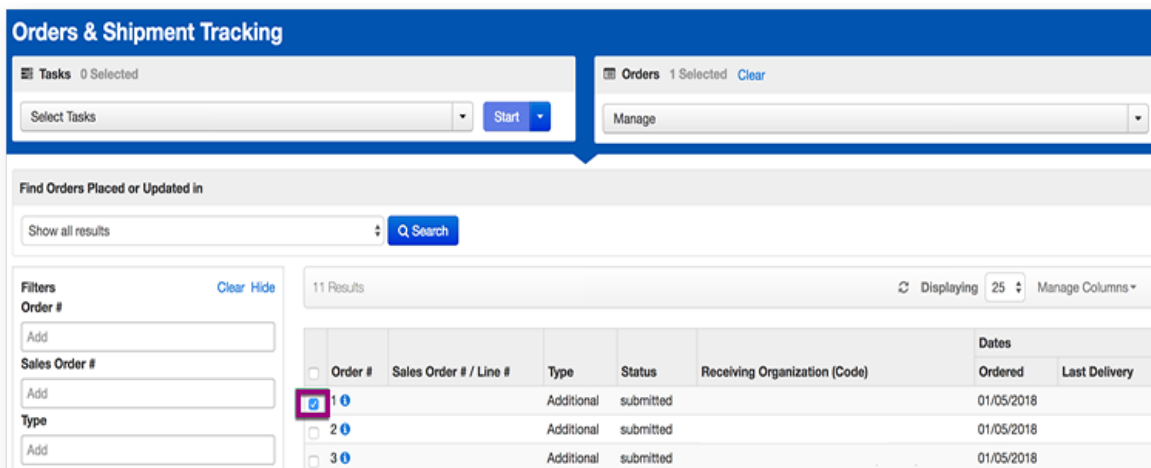 Orders & Shipment Tracking
Tasks 0 Selected
Orders 1 Selected Clear
Select Tasks
Start
Manage
Find Orders Placed or Updated in
Show all results
Search
Filters Clear Hide
11 Results Displaying 25 Manage Columns
Order #
Add
Sales Order #
Add
Type
Add
Dates
Order # Sales Order # / Line # Type Status Receiving Organization (Code) Ordered Last Delivery
1 Additional submitted 01/05/2018
2 Additional submitted 01/05/2018
3 Additional submitted 01/05/2018